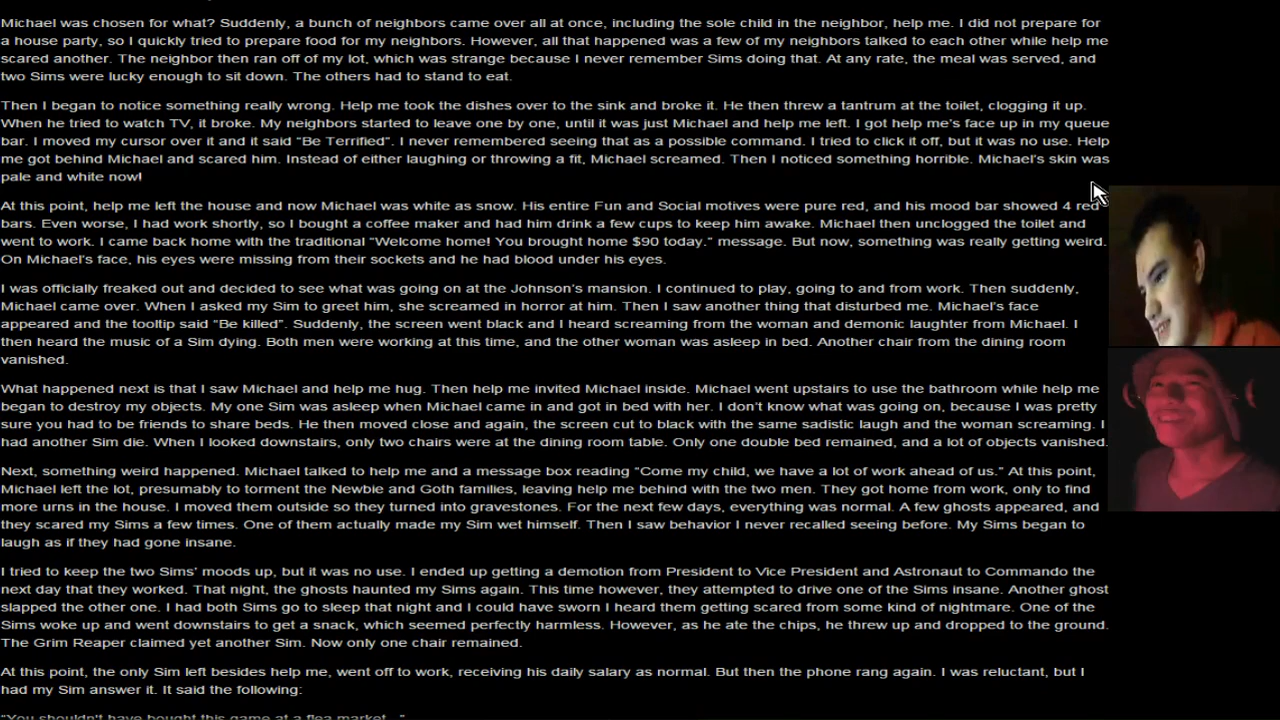 Michael was chosen for what? Suddenly, a bunch of neighbors came over all at once, including the sole child in the neighbor, help me. I did not prepare for
a house party, so I quickly tried to prepare food for my neighbors. However, all that happened was a few of my neighbors talked to each other while help me
scared another. The neighbor then ran off of my lot, which was strange because I never remember Sims doing that. At any rate, the meal was served, and
two Sims were lucky enough to sit down. The others had to stand to eat.
Then I began to notice something really wrong. Help me took the dishes over to the sink and broke it. He then threw a tantrum at the toilet, clogging it up.
When he tried to watch TV, it broke. My neighbors started to leave one by one, until it was just Michael and help me left. I got help me's face up in my queue
bar. I moved my cursor over it and it said "Be Terrified". I never remembered seeing that as a possible command. I tried to click it off, but it was no use. Help
me got behind Michael and scared him. Instead of either laughing or throwing a fit, Michael screamed. Then I noticed something horrible. Michael's skin was
pale and white now!
At this point, help me left the house and now Michael was white as snow. His entire Fun and Social motives were pure red, and his mood bar showed 4 red
bars. Even worse, I had work shortly, so I bought a coffee maker and had him drink a few cups to keep him awake. Michael then unclogged the toilet and
went to work. I came back home with the traditional "Welcome home! You brought home $90 today." message. But now, something was really getting weird.
On Michael's face, his eyes were missing from their sockets and he had blood under his eyes.
I was officially freaked out and decided to see what was going on at the Johnson's mansion. I continued to play, going to and from work. Then suddenly,
Michael came over. When I asked my Sim to greet him, she screamed in horror at him. Then I saw another thing that disturbed me. Michael's face
appeared and the tooltip said "Be killed". Suddenly, the screen went black and I heard screaming from the woman and demonic laughter from Michael. I
then heard the music of a Sim dying. Both men were working at this time, and the other woman was asleep in bed. Another chair from the dining room
vanished.
What happened next is that I saw Michael and help me hug. Then help me invited Michael inside. Michael went upstairs to use the bathroom while help me
began to destroy my objects. My one Sim was asleep when Michael came in and got in bed with her. I don't know what was going on, because I was pretty
sure you had to be friends to share beds. He then moved close and again, the screen cut to black with the same sadistic laugh and the woman screaming. I
had another Sim die. When I looked downstairs, only two chairs were at the dining room table. Only one double bed remained, and a lot of objects vanished.
Next, something weird happened. Michael talked to help me and a message box reading "Come my child, we have a lot of work ahead of us." At this point,
Michael left the lot, presumably to torment the Newbie and Goth families, leaving help me behind with the two men. They got home from work, only to find
more urns in the house. I moved them outside so they turned into gravestones. For the next few days, everything was normal. A few ghosts appeared, and
they scared my Sims a few times. One of them actually made my Sim wet himself. Then I saw behavior I never recalled seeing before. My Sims began to
laugh as if they had gone insane.
I tried to keep the two Sims' moods up, but it was no use. I ended up getting a demotion from President to Vice President and Astronaut to Commando the
next day that they worked. That night, the ghosts haunted my Sims again. This time however, they attempted to drive one of the Sims insane. Another ghost
slapped the other one. I had both Sims go to sleep that night and I could have sworn I heard them getting scared from some kind of nightmare. One of the
Sims woke up and went downstairs to get a snack, which seemed perfectly harmless. However, as he ate the chips, he threw up and dropped to the ground.
The Grim Reaper claimed yet another Sim. Now only one chair remained.
At this point, the only Sim left besides help me, went off to work, receiving his daily salary as normal. But then the phone rang again. I was reluctant, but I
had my Sim answer it. It said the following:
"You shouldn't have bought this game at a flea market..."